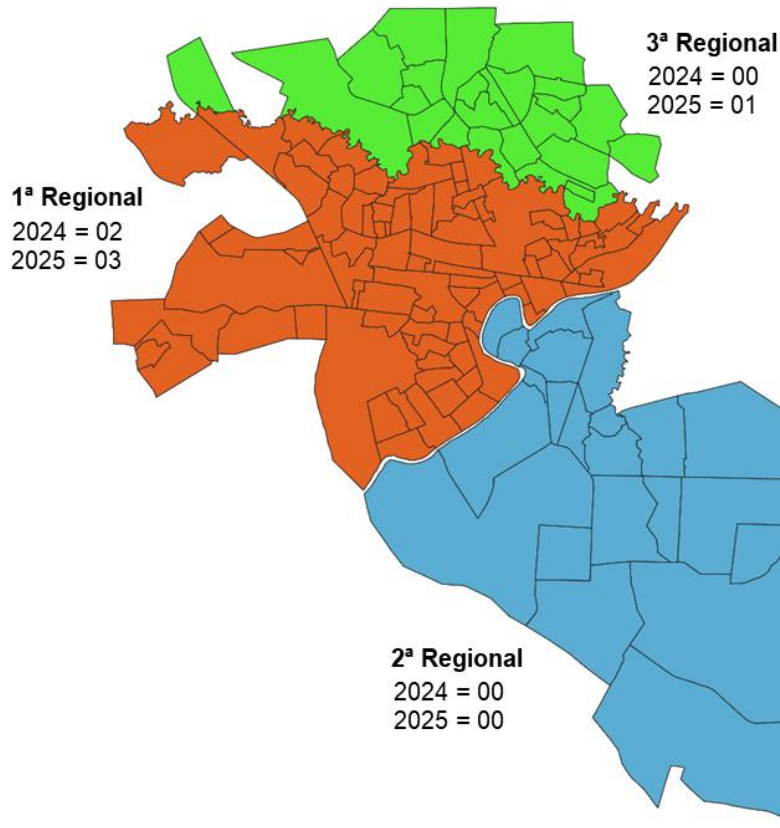 3ª Regional
2024 = 00
2025 = 01
1ª Regional
2024 = 02
2025 = 03
2ª Regional
2024 = 00
2025 = 00